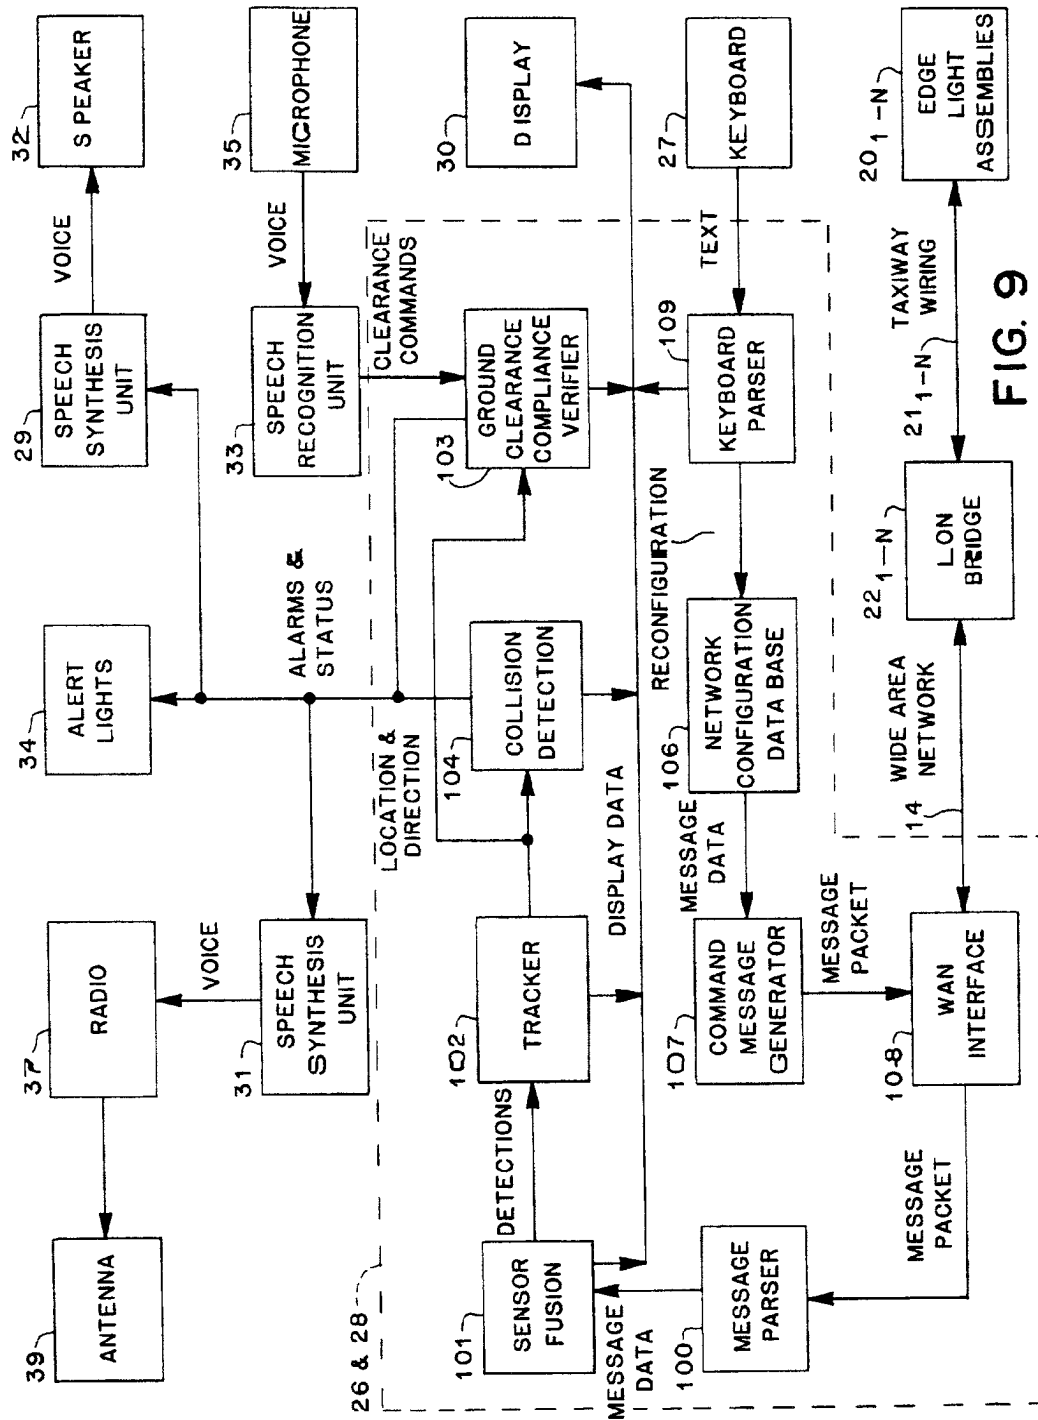 39
ANTENNA
37
RADIO
VOICE
31
SPEECH
SYNTHESIS
UNIT
34
ALERT
LIGHTS
ALARMS &
STATUS
29
SPEECH
SYNTHESIS
UNIT
VOICE
32
SPEAKER
33
SPEECH
RECOGNITION
UNIT
VOICE
35
MICROPHONE
CLEARANCE
COMMANDS
26 & 28
LOCATION &
DIRECTION
101
SENSOR
FUSION
DETECTIONS
102
TRACKER
104
COLLISION
DETECTION
103
GROUND
CLEARANCE
COMPLIANCE
VERIFIER
30
DISPLAY
MESSAGE
DATA
DISPLAY DATA
RECONFIGURATION
TEXT
100
MESSAGE
PARSER
107
COMMAND
MESSAGE
GENERATOR
MESSAGE
DATA
106
NETWORK
CONFIGURATION
DATA BASE
109
KEYBOARD
PARSER
27
KEYBOARD
MESSAGE
PACKET
MESSAGE
PACKET
108
WAN
INTERFACE
14
WIDE AREA
NETWORK
22 1-N
LON
BRIDGE
21 1-N
TAXIWAY
WIRING
20 1-N
EDGE
LIGHT
ASSEMBLIES
FIG. 9